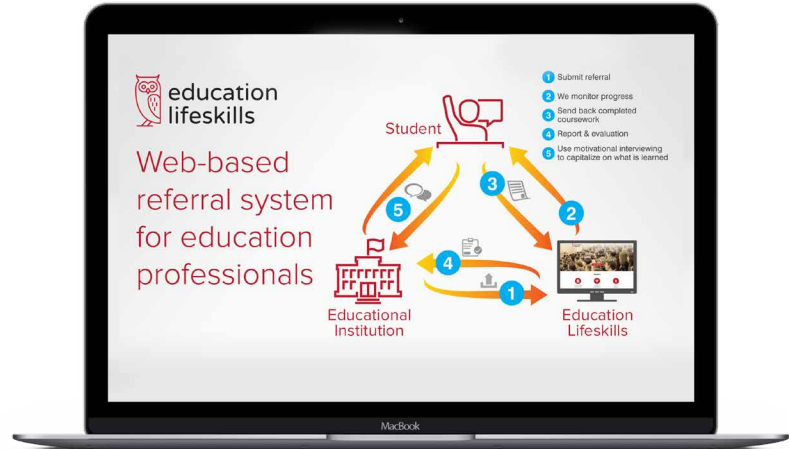 education
lifeskills
Web-based
referral system
for education
professionals
1 Submit referral
2 We monitor progress
3 Send back completed
coursework
4 Report & evaluation
5 Use motivational interviewing
to capitalize on what is learned
Student
5
3
2
4
1
Educational
Institution
Education
Lifeskills
MacBook